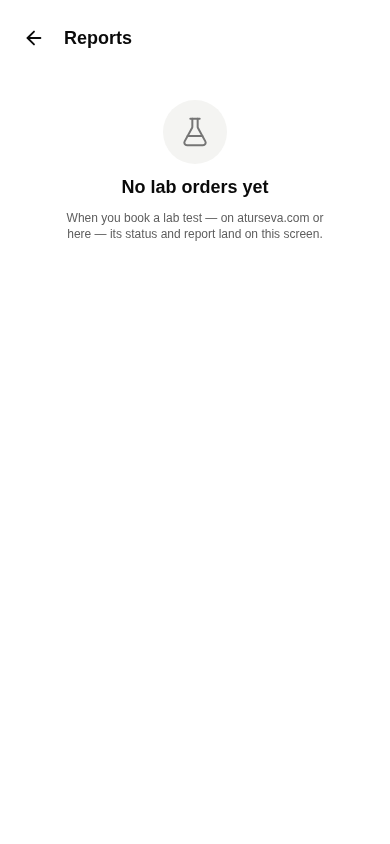 Reports
No lab orders yet
When you book a lab test — on aturseva.com or
here — its status and report land on this screen.